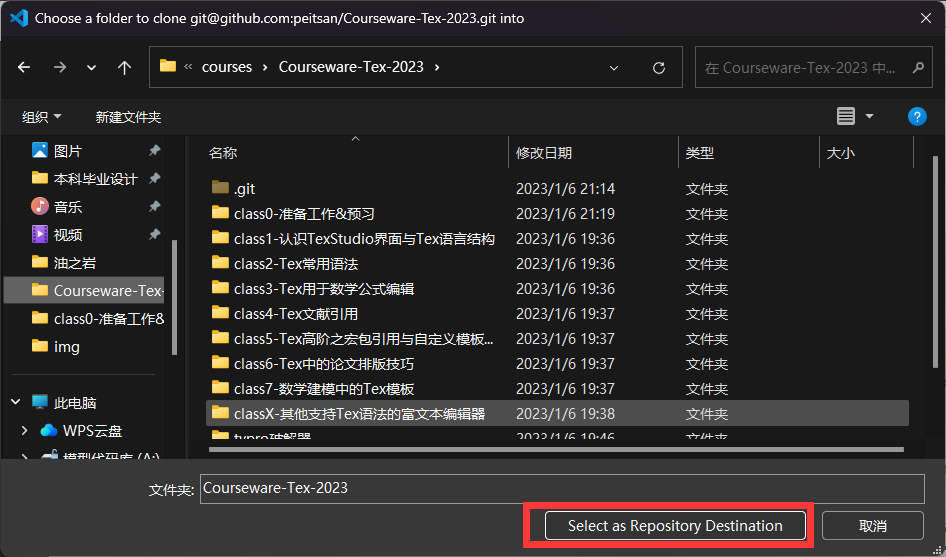 Choose a folder to clone git@github.com:peitsan/Courseware-Tex-2023.git into
« courses › Courseware-Tex-2023 ›
在 Courseware-Tex-2023 中...
组织 新建文件夹
图片
本科毕业设计
音乐
视频
油之岩
Courseware-Tex-
class0-准备工作&
img
此电脑
WPS云盘
模型代码库 (A:)
名称 修改日期 类型 大小
.git 2023/1/6 21:14 文件夹
class0-准备工作&预习 2023/1/6 21:19 文件夹
class1-认识TexStudio界面与Tex语言结构 2023/1/6 19:36 文件夹
class2-Tex常用语法 2023/1/6 19:36 文件夹
class3-Tex用于数学公式编辑 2023/1/6 19:36 文件夹
class4-Tex文献引用 2023/1/6 19:37 文件夹
class5-Tex高阶之宏包引用与自定义模板... 2023/1/6 19:37 文件夹
class6-Tex中的论文排版技巧 2023/1/6 19:37 文件夹
class7-数学建模中的Tex模板 2023/1/6 19:37 文件夹
classX-其他支持Tex语法的富文本编辑器 2023/1/6 19:38 文件夹
typro破解器 2023/1/6 19:46 文件夹
文件夹: Courseware-Tex-2023
Select as Repository Destination 取消